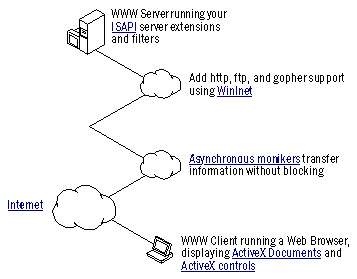 WWW Server running your
ISAPI server extensions
and filters
Add http, ftp, and gopher support
using WinInet
Asynchronous monikers transfer
information without blocking
Internet
WWW Client running a Web Browser,
displaying ActiveX Documents and
ActiveX controls